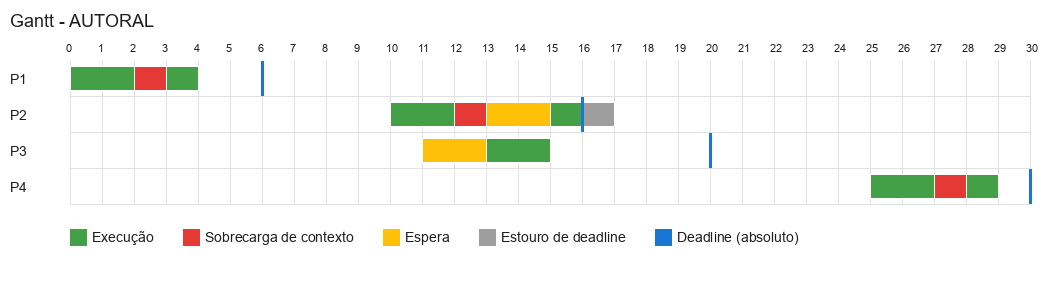 Gantt - AUTORAL
0 1 2 3 4 5 6 7 8 9 10 11 12 13 14 15 16 17 18 19 20 21 22 23 24 25 26 27 28 29 30
P1
P2
P3
P4
Execução Sobrecarga de contexto Espera Estouro de deadline Deadline (absoluto)